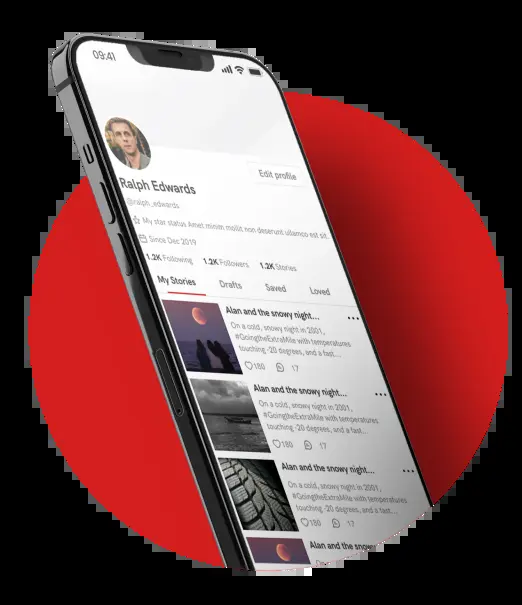 09:41
Ralph Edwards
Edit profile
@ralph_edwards
My star status Amet minim mollit non deserunt ullamco est sit.
Since Dec 2019
1.2K Following 1.2K Followers 1.2K Stories
My Stories Drafts Saved Loved
Alan and the snowy night...
On a cold, snowy night in 2001,
#GoingtheExtraMile with temperatures
touching -20 degrees, and a fast...
180 17
Alan and the snowy night...
On a cold, snowy night in 2001,
#GoingtheExtraMile with temperatures
touching -20 degrees, and a fast...
180 17
Alan and the snowy night...
On a cold, snowy night in 2001,
#GoingtheExtraMile with temperatures
touching -20 degrees, and a fast...
180 17
Alan and the snowy